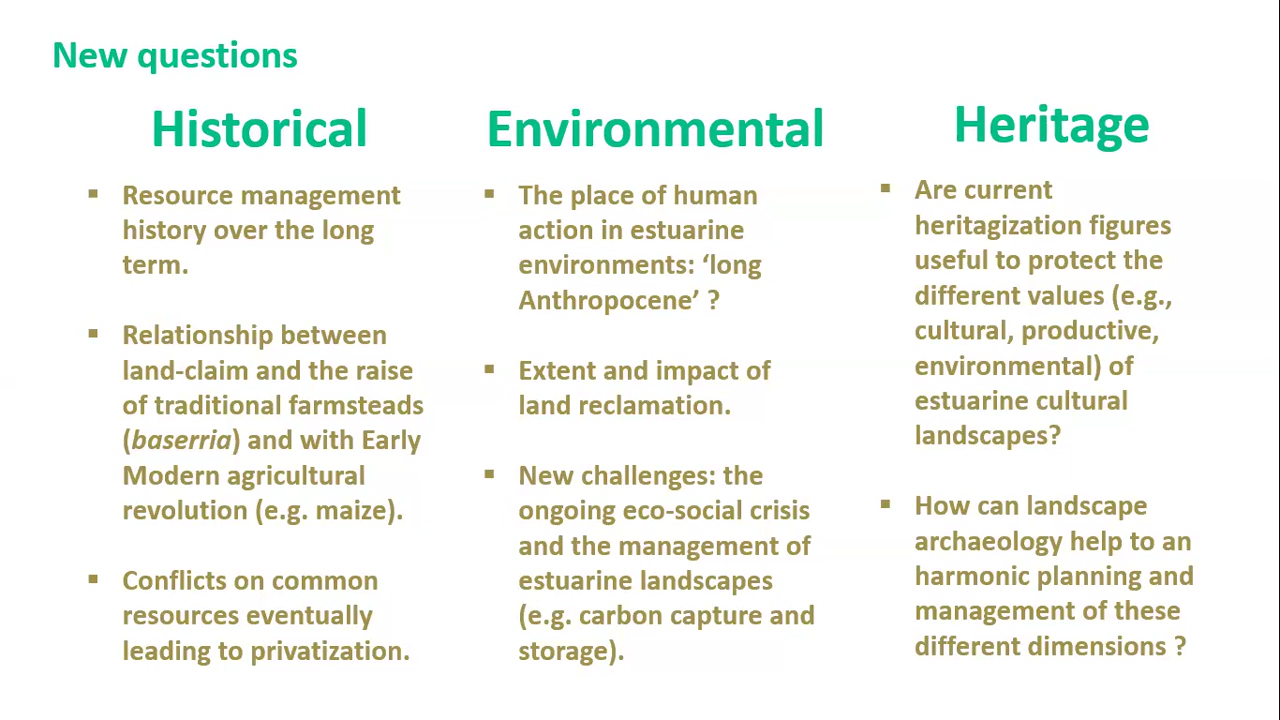 New questions
Historical
Resource management
history over the long
term.
Relationship between
land-claim and the raise
of traditional farmsteads
(baserria) and with Early
Modern agricultural
revolution (e.g. maize).
Conflicts on common
resources eventually
leading to privatization.
Environmental
The place of human
action in estuarine
environments: ‘long
Anthropocene’ ?
Extent and impact of
land reclamation.
New challenges: the
ongoing eco-social crisis
and the management of
estuarine landscapes
(e.g. carbon capture and
storage).
Heritage
Are current
heritagization figures
useful to protect the
different values (e.g.,
cultural, productive,
environmental) of
estuarine cultural
landscapes?
How can landscape
archaeology help to an
harmonic planning and
management of these
different dimensions ?